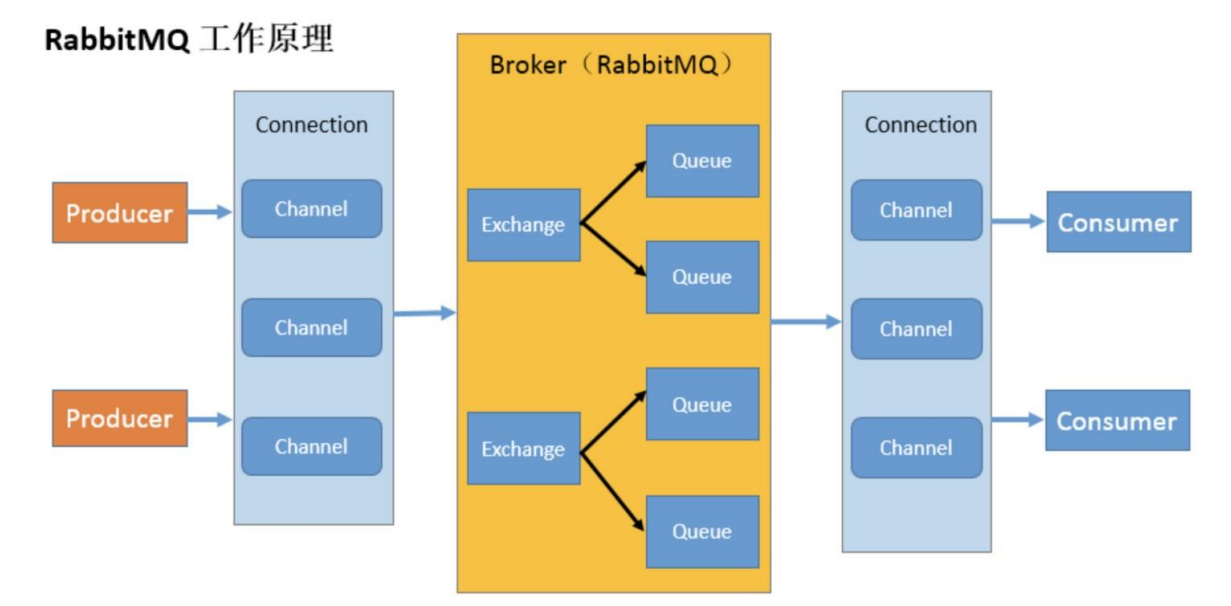 RabbitMQ 工作原理
Broker（RabbitMQ）
Connection
Channel
Channel
Channel
Producer
Producer
Exchange
Queue
Queue
Exchange
Queue
Queue
Connection
Channel
Channel
Channel
Consumer
Consumer